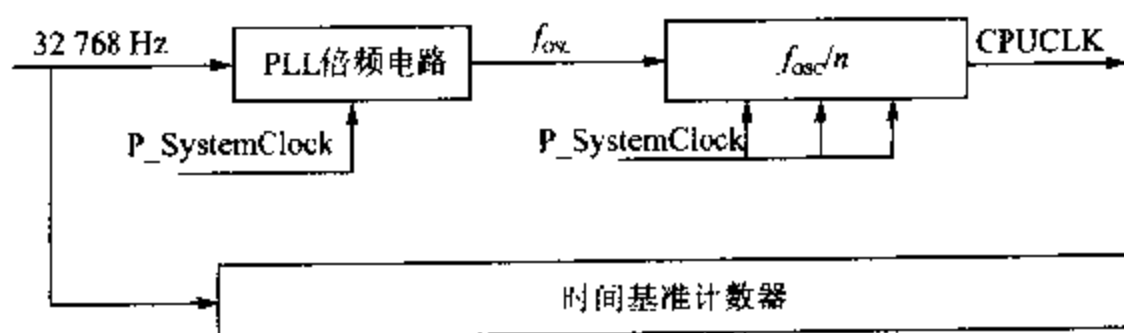 32 768 Hz
PLL倍频电路
fosc
fosc/n
CPUCLK
P_SystemClock
P_SystemClock
时间基准计数器